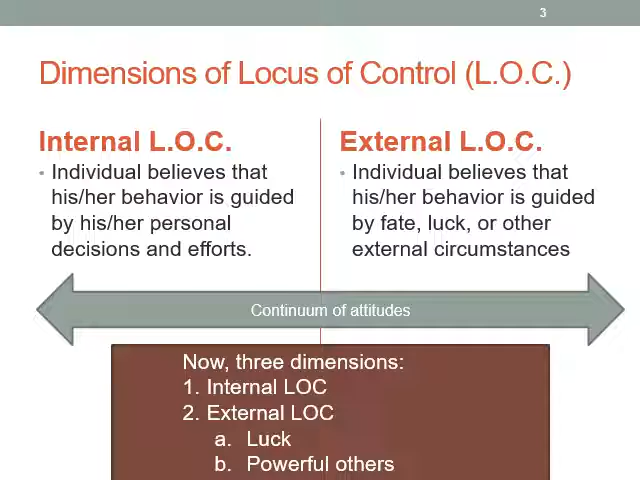 3
Dimensions of Locus of Control (L.O.C.)
Internal L.O.C.
• Individual believes that
his/her behavior is guided
by his/her personal
decisions and efforts.
External L.O.C.
• Individual believes that
his/her behavior is guided
by fate, luck, or other
external circumstances
Continuum of attitudes
Now, three dimensions:
1. Internal LOC
2. External LOC
a. Luck
b. Powerful others